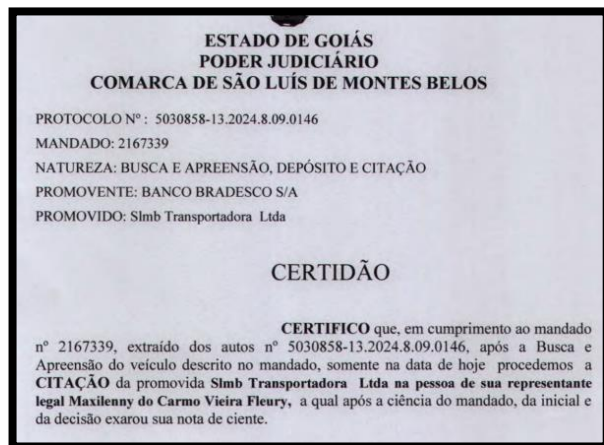 ESTADO DE GOIÁS
PODER JUDICIÁRIO
COMARCA DE SÃO LUÍS DE MONTES BELOS
PROTOCOLO Nº : 5030858-13.2024.8.09.0146
MANDADO: 2167339
NATUREZA: BUSCA E APREENSÃO, DEPÓSITO E CITAÇÃO
PROMOVENTE: BANCO BRADESCO S/A
PROMOVIDO: Slmb Transportadora Ltda
CERTIDÃO
CERTIFICO que, em cumprimento ao mandado
nº 2167339, extraído dos autos nº 5030858-13.2024.8.09.0146, após a Busca e
Apreensão do veículo descrito no mandado, somente na data de hoje procedemos a
CITAÇÃO da promovida Slmb Transportadora Ltda na pessoa de sua representante
legal Maxilenny do Carmo Vieira Fleury, a qual após a ciência do mandado, da inicial e
da decisão exarou sua nota de ciente.